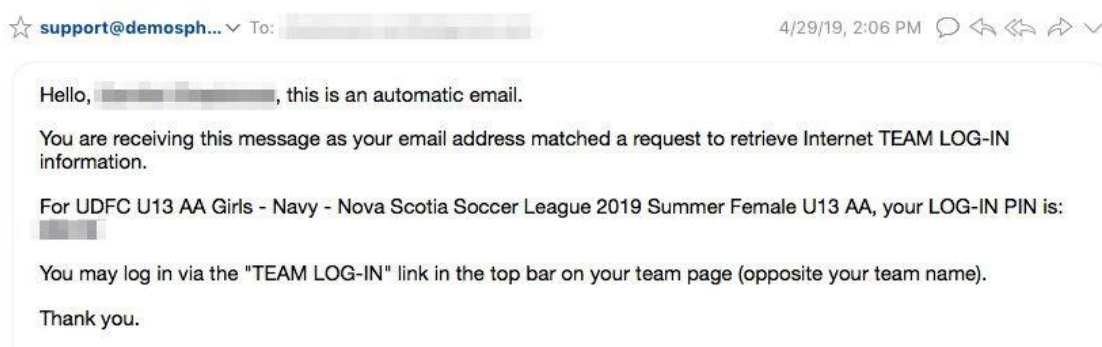 support@demosph... To: 4/29/19, 2:06 PM
Hello, , this is an automatic email.
You are receiving this message as your email address matched a request to retrieve Internet TEAM LOG-IN
information.
For UDFC U13 AA Girls - Navy - Nova Scotia Soccer League 2019 Summer Female U13 AA, your LOG-IN PIN is:
You may log in via the "TEAM LOG-IN" link in the top bar on your team page (opposite your team name).
Thank you.